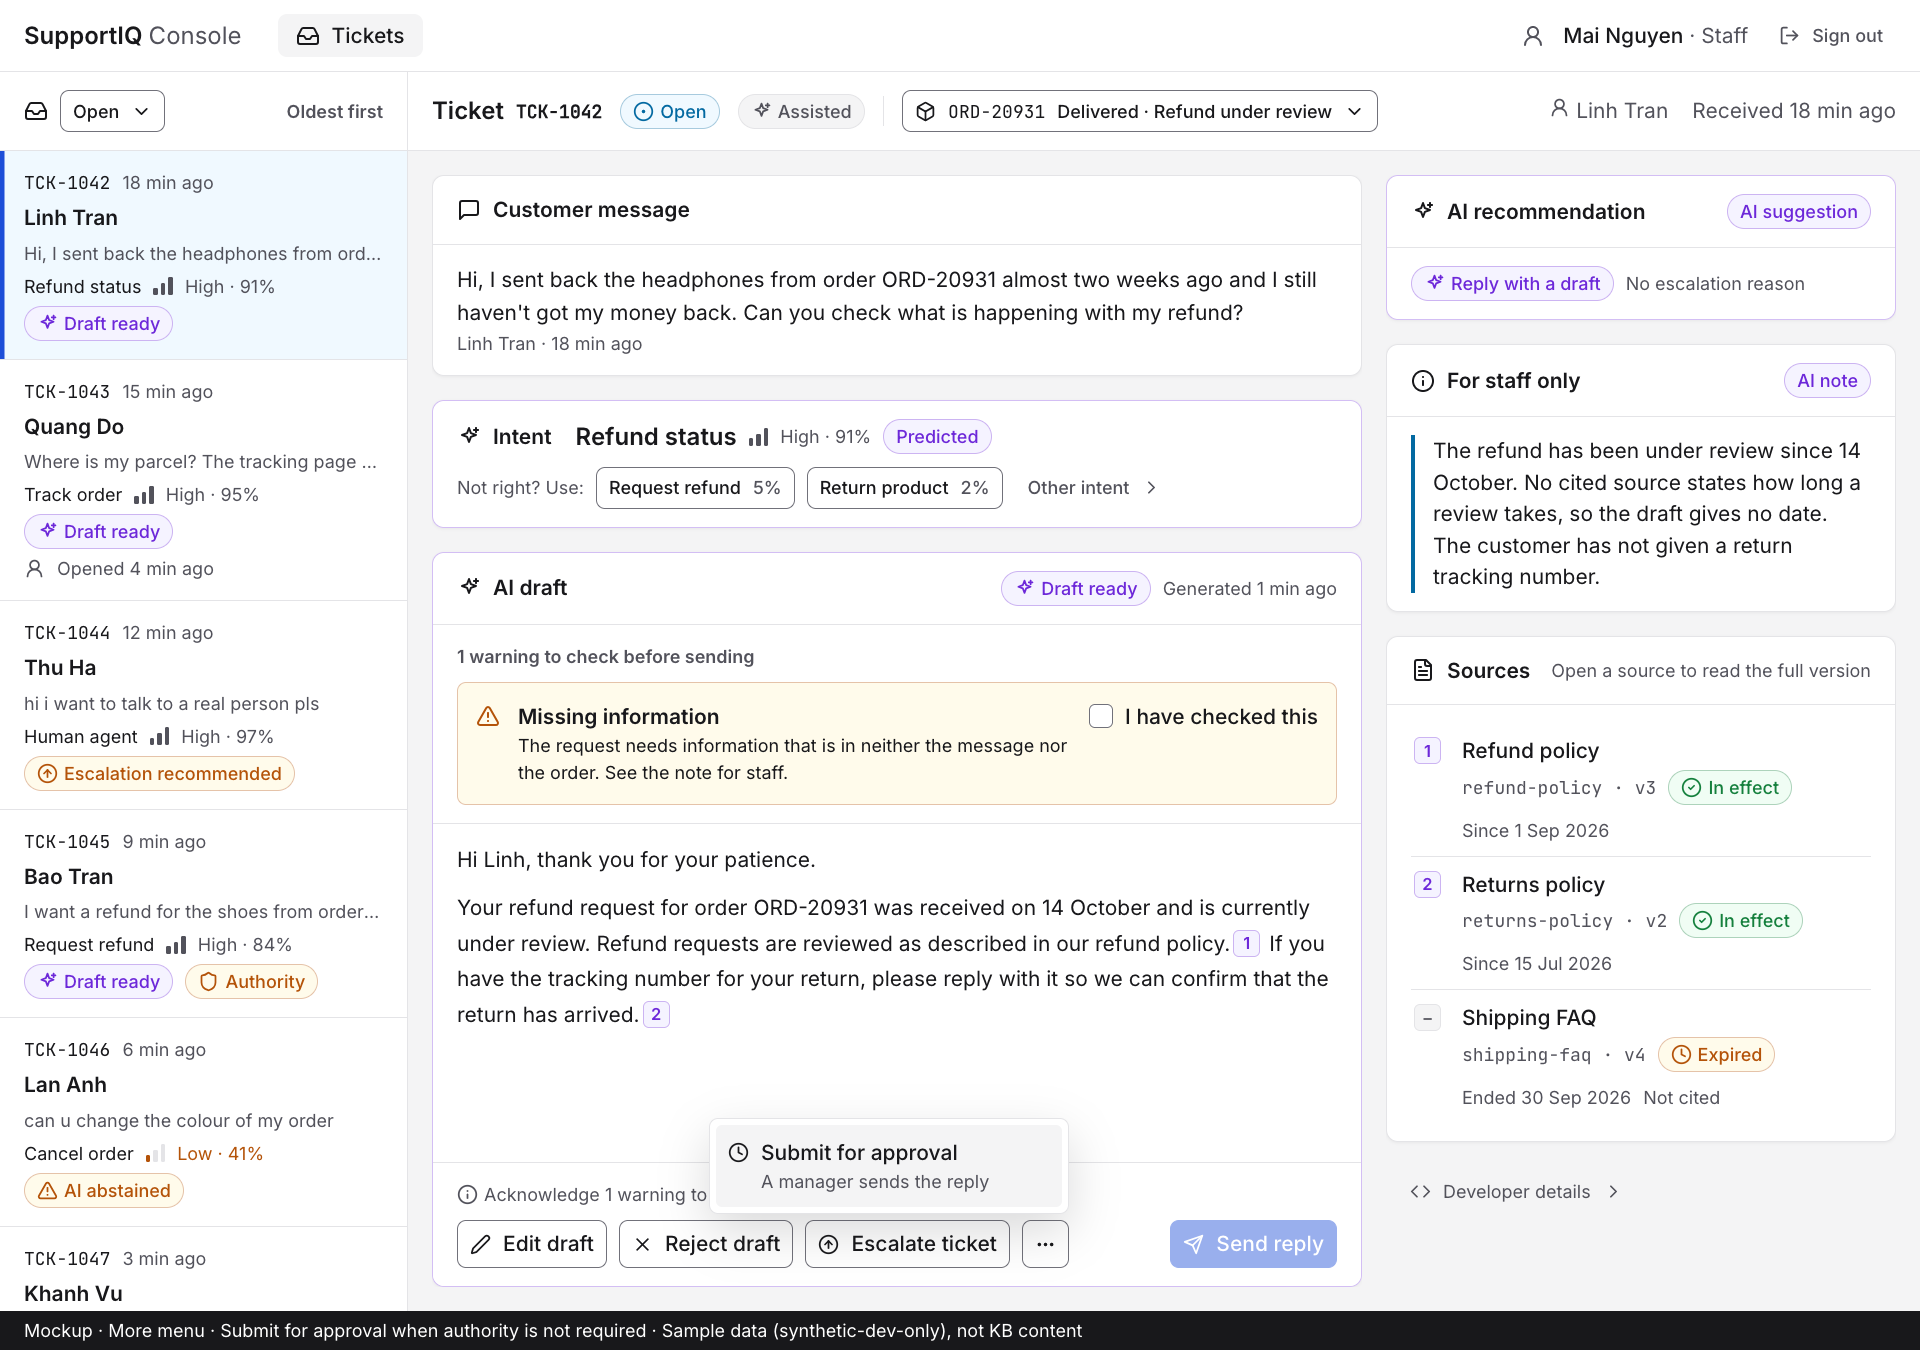 SupportIQ Console
Tickets
Mai Nguyen · Staff
Sign out
Open
Oldest first
Ticket TCK-1042
Open
Assisted
ORD-20931 Delivered · Refund under review
Linh Tran
Received 18 min ago
TCK-1042 18 min ago
Linh Tran
Hi, I sent back the headphones from ord...
Refund status High · 91%
Draft ready
TCK-1043 15 min ago
Quang Do
Where is my parcel? The tracking page ...
Track order High · 95%
Draft ready
Opened 4 min ago
TCK-1044 12 min ago
Thu Ha
hi i want to talk to a real person pls
Human agent High · 97%
Escalation recommended
TCK-1045 9 min ago
Bao Tran
I want a refund for the shoes from order...
Request refund High · 84%
Draft ready
Authority
TCK-1046 6 min ago
Lan Anh
can u change the colour of my order
Cancel order Low · 41%
AI abstained
TCK-1047 3 min ago
Khanh Vu
Customer message
Hi, I sent back the headphones from order ORD-20931 almost two weeks ago and I still
haven't got my money back. Can you check what is happening with my refund?
Linh Tran · 18 min ago
Intent Refund status High · 91% Predicted
Not right? Use: Request refund 5% Return product 2% Other intent
AI draft
Draft ready
Generated 1 min ago
1 warning to check before sending
Missing information
I have checked this
The request needs information that is in neither the message nor
the order. See the note for staff.
Hi Linh, thank you for your patience.
Your refund request for order ORD-20931 was received on 14 October and is currently
under review. Refund requests are reviewed as described in our refund policy. 1 If you
have the tracking number for your return, please reply with it so we can confirm that the
return has arrived. 2
Submit for approval
A manager sends the reply
Acknowledge 1 warning to
Edit draft
Reject draft
Escalate ticket
...
Send reply
AI recommendation
AI suggestion
Reply with a draft
No escalation reason
For staff only
AI note
The refund has been under review since 14
October. No cited source states how long a
review takes, so the draft gives no date.
The customer has not given a return
tracking number.
Sources
Open a source to read the full version
1 Refund policy
refund-policy · v3 In effect
Since 1 Sep 2026
2 Returns policy
returns-policy · v2 In effect
Since 15 Jul 2026
– Shipping FAQ
shipping-faq · v4 Expired
Ended 30 Sep 2026 Not cited
Developer details
Mockup · More menu · Submit for approval when authority is not required · Sample data (synthetic-dev-only), not KB content